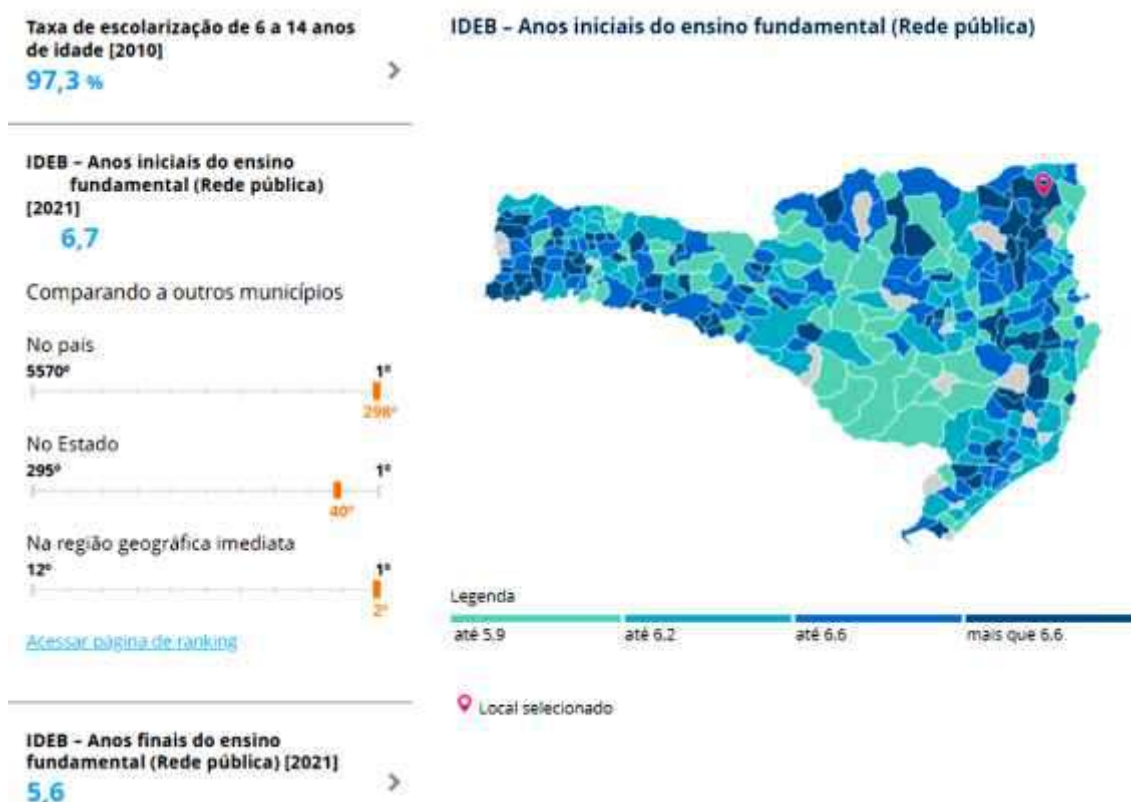 Taxa de escolarização de 6 a 14 anos
de idade [2010]
97,3 %
IDEB – Anos iniciais do ensino
fundamental (Rede pública)
[2021]
6,7
Comparando a outros municípios
No país
5570º 1º
298º
No Estado
295º 1º
40º
Na região geográfica imediata
12º 1º
2º
Acessar página de ranking
IDEB – Anos finais do ensino
fundamental (Rede pública) [2021]
5,6
IDEB – Anos iniciais do ensino fundamental (Rede pública)
Legenda
até 5,9 até 6,2 até 6,6 mais que 6,6
Local selecionado